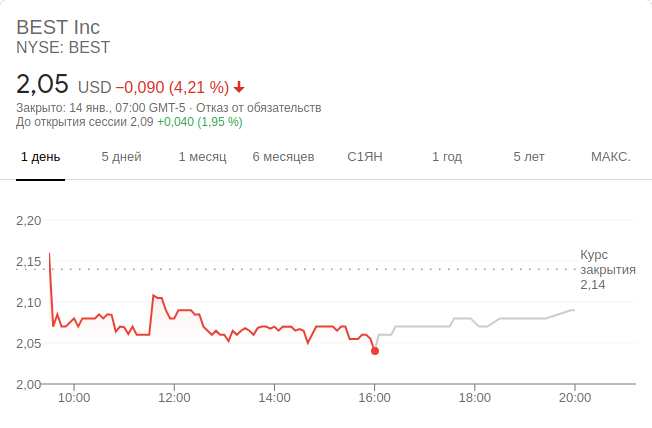 BEST Inc
NYSE: BEST
2,05 USD −0,090 (4,21 %)
Закрыто: 14 янв., 07:00 GMT-5 · Отказ от обязательств
До открытия сессии 2,09 +0,040 (1,95 %)
1 день 5 дней 1 месяц 6 месяцев С1ЯН 1 год 5 лет МАКС.
2,20
2,15
2,10
2,05
2,00
Курс
закрытия
2,14
10:00 12:00 14:00 16:00 18:00 20:00